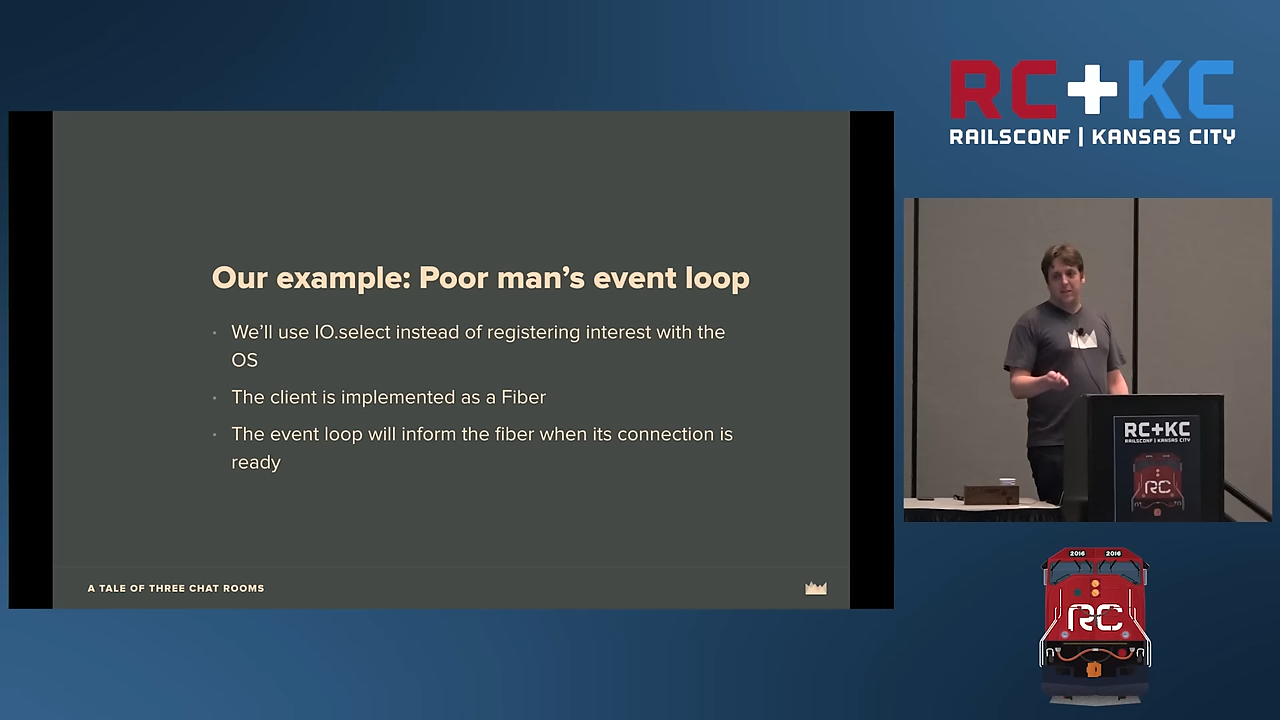 RC+KC
RAILSCONF | KANSAS CITY
Our example: Poor man’s event loop
· We’ll use IO.select instead of registering interest with the
OS
· The client is implemented as a Fiber
· The event loop will inform the fiber when its connection is
ready
A TALE OF THREE CHAT ROOMS
RC+KC
RAILSCONF | KANSAS CITY
RC
2016 2016
RC